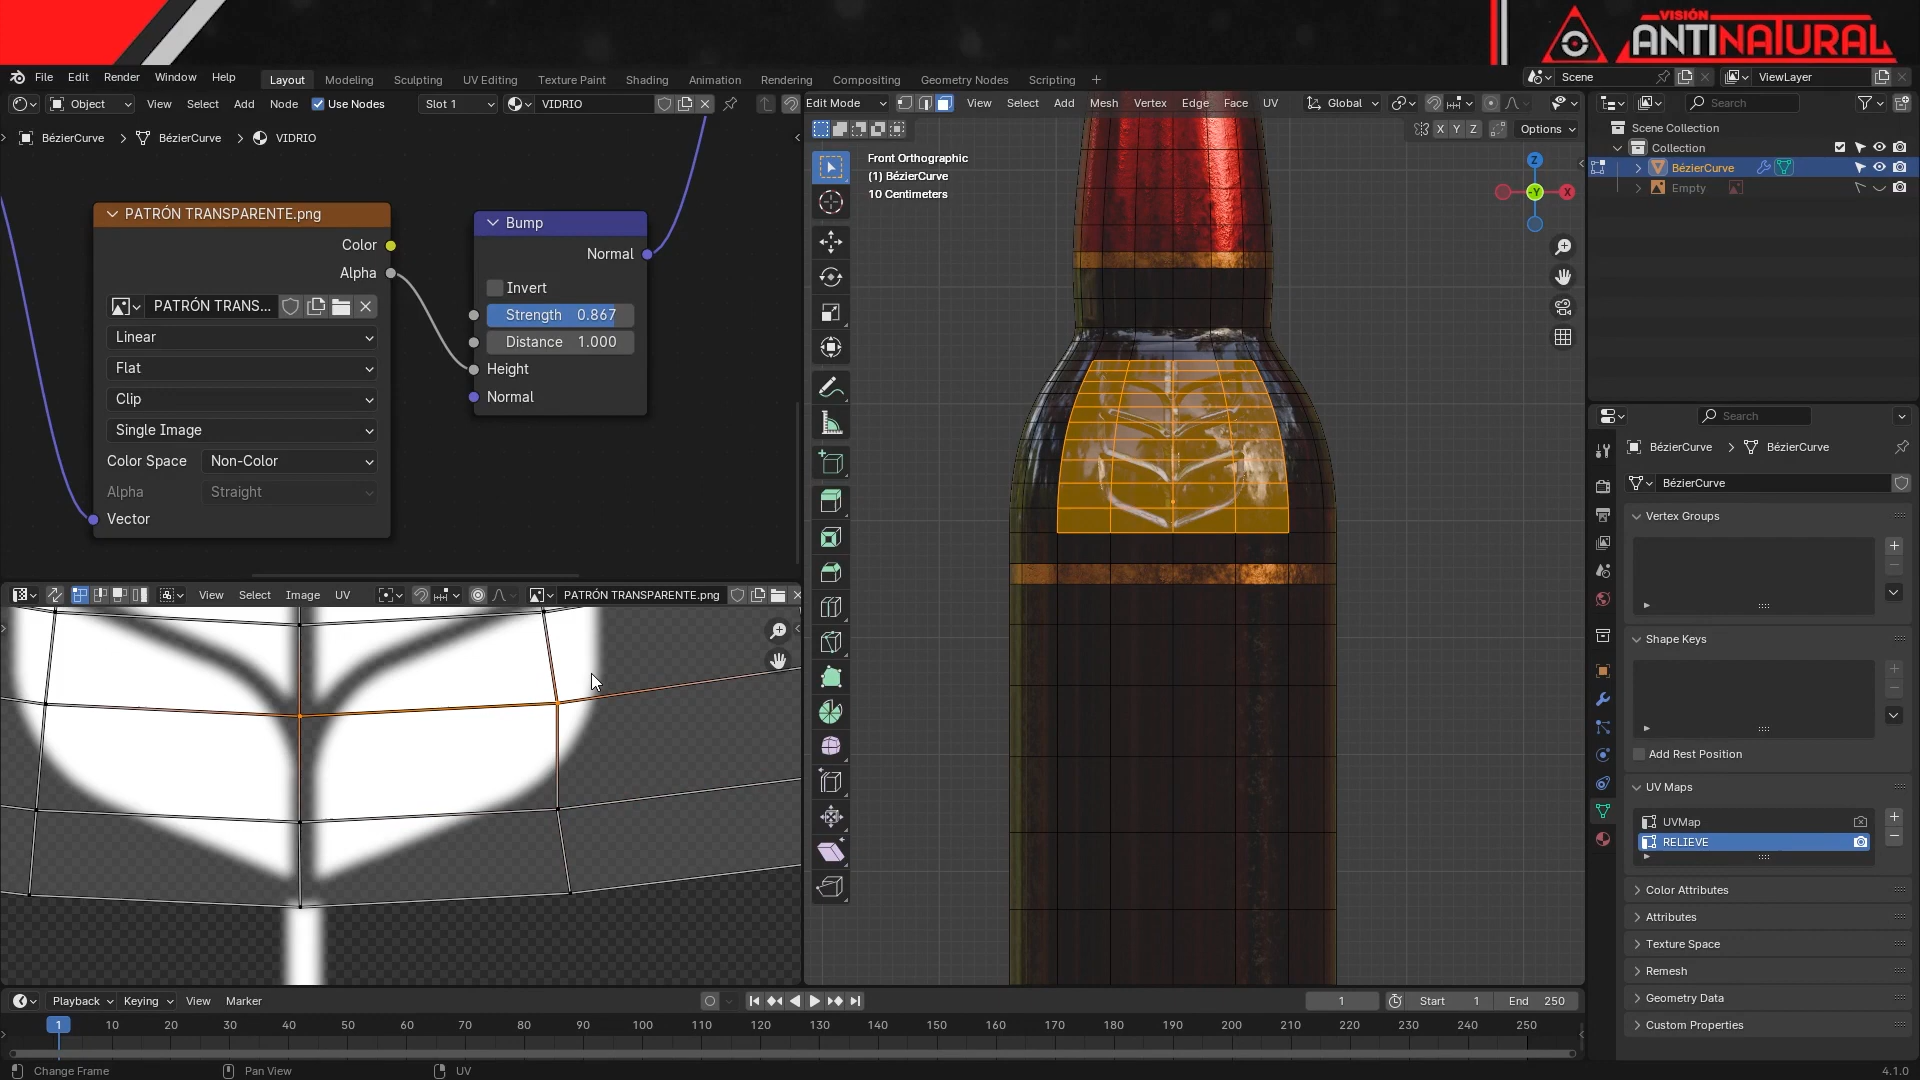 VISIÓN
ANTINATURAL
File Edit Render Window Help Layout Modeling Sculpting UV Editing Texture Paint Shading Animation Rendering Compositing Geometry Nodes Scripting Scene ViewLayer
Object View Select Add Node Use Nodes Slot 1 VIDRIO
Edit Mode View Select Add Mesh Vertex Edge Face UV Global Search
X Y Z Options
BézierCurve BézierCurve VIDRIO
Scene Collection
Collection
BézierCurve
Empty
Front Orthographic
(1) BézierCurve
10 Centimeters
Z
-Y
X
PATRÓN TRANSPARENTE.png
Color
Alpha
PATRÓN TRANS...
Linear
Flat
Clip
Single Image
Color Space Non-Color
Alpha Straight
Vector
Bump
Normal
Invert
Strength 0.867
Distance 1.000
Height
Normal
View Select Image UV PATRÓN TRANSPARENTE.png
Search
BézierCurve BézierCurve
BézierCurve
Vertex Groups
Shape Keys
Add Rest Position
UV Maps
UVMap
RELIEVE
Color Attributes
Attributes
Texture Space
Remesh
Geometry Data
Custom Properties
Playback Keying View Marker 1 Start 1 End 250
1 10 20 30 40 50 60 70 80 90 100 110 120 130 140 150 160 170 180 190 200 210 220 230 240 250
Change Frame Pan View UV 4.1.0